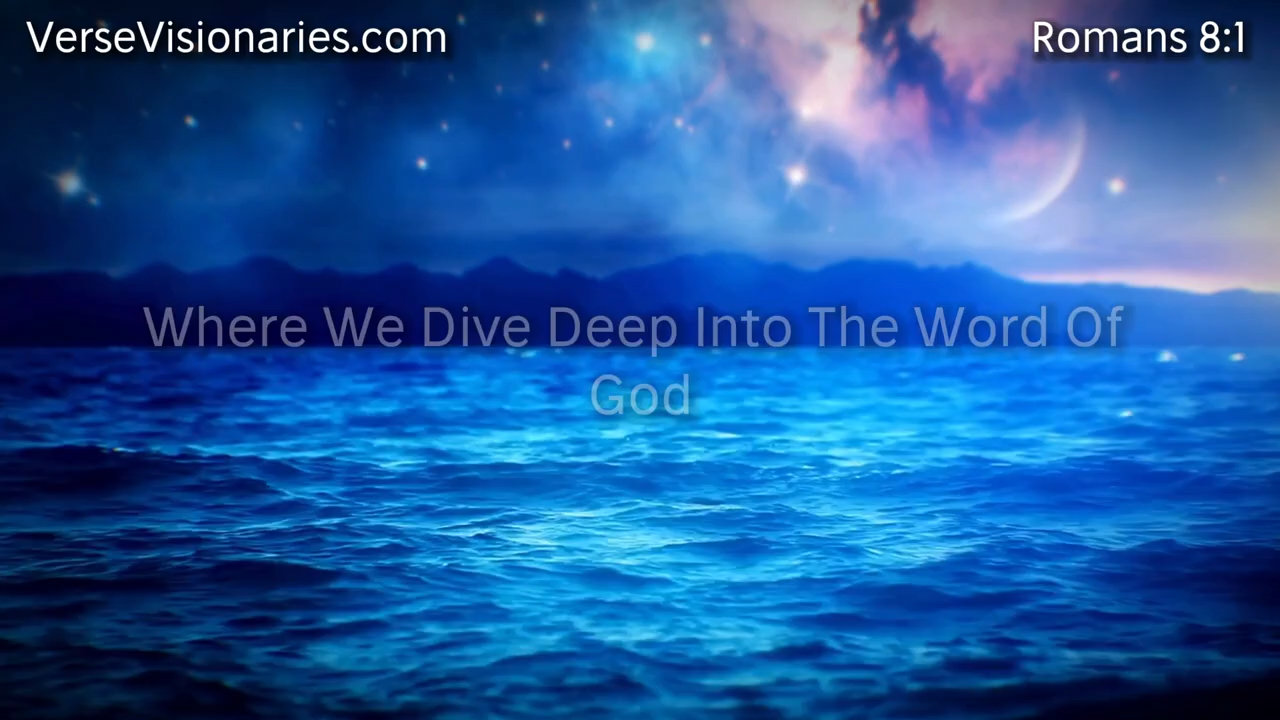 VerseVisionaries.com
Romans 8:1
Where We Dive Deep Into The Word Of
God